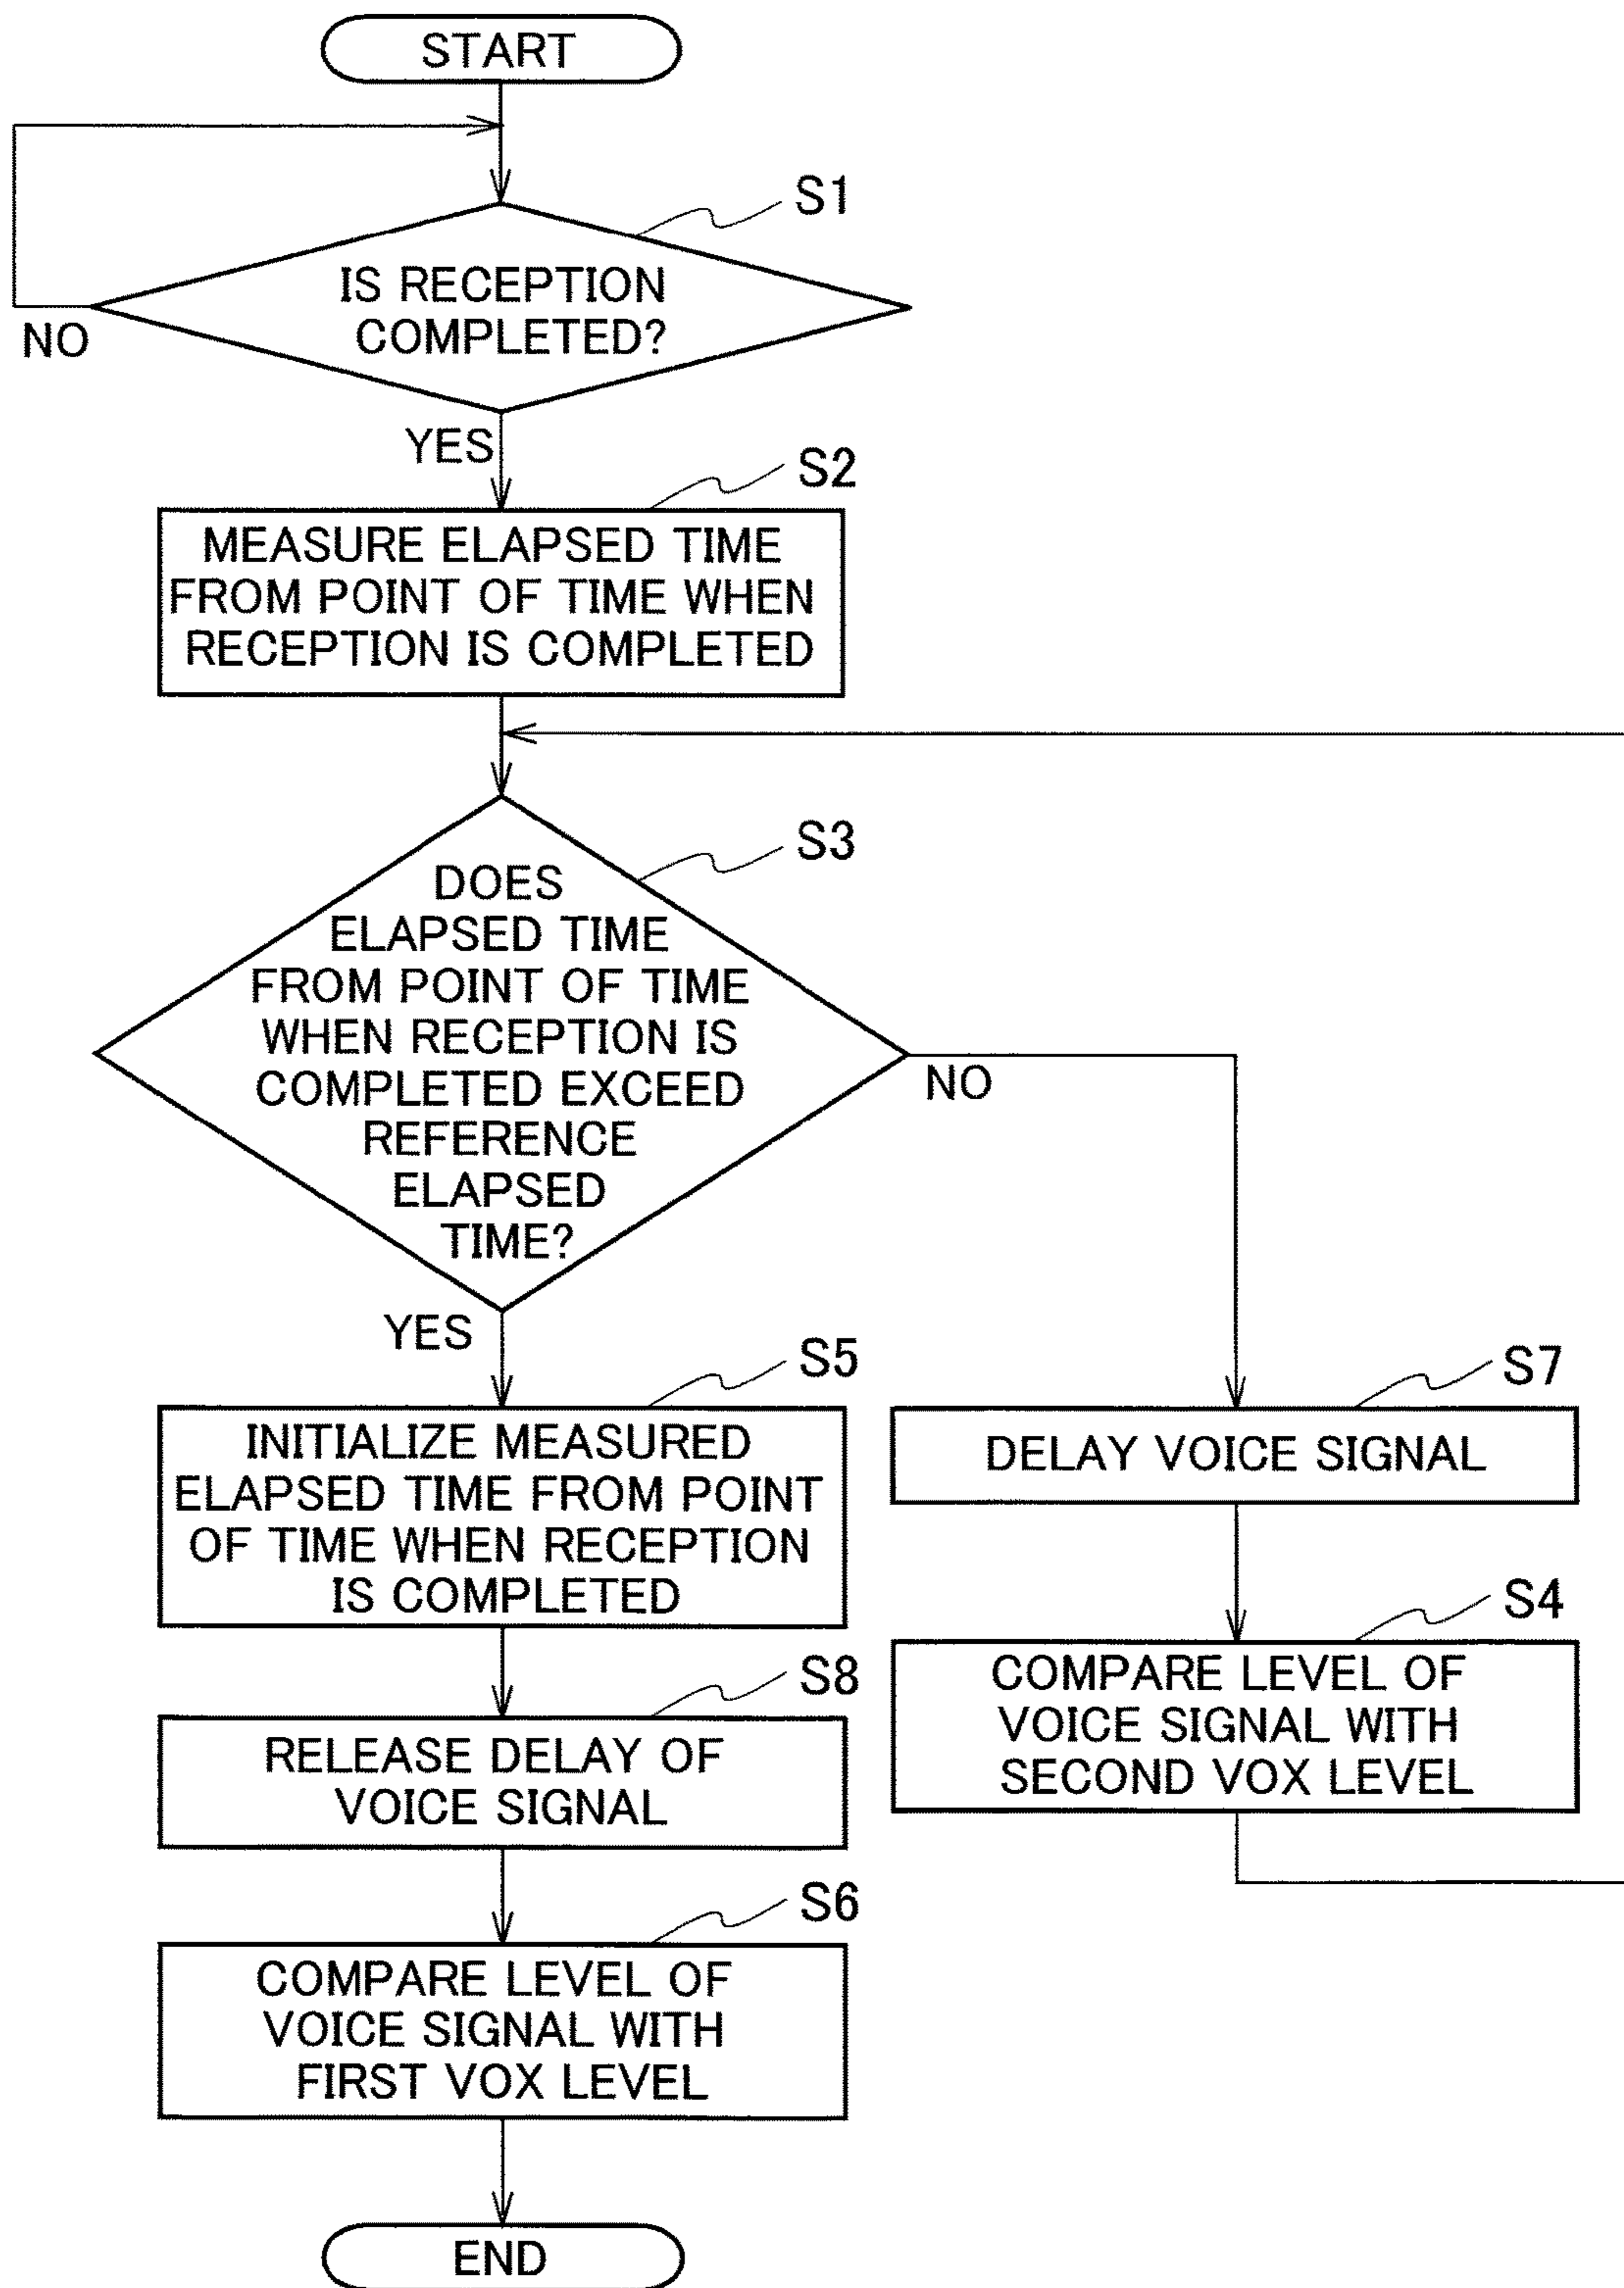 START
S1
IS RECEPTION
COMPLETED?
NO
YES
S2
MEASURE ELAPSED TIME
FROM POINT OF TIME WHEN
RECEPTION IS COMPLETED
S3
DOES
ELAPSED TIME
FROM POINT OF TIME
WHEN RECEPTION IS
COMPLETED EXCEED
REFERENCE
ELAPSED
TIME?
NO
YES
S5
INITIALIZE MEASURED
ELAPSED TIME FROM POINT
OF TIME WHEN RECEPTION
IS COMPLETED
S7
DELAY VOICE SIGNAL
S4
COMPARE LEVEL OF
VOICE SIGNAL WITH
SECOND VOX LEVEL
S8
RELEASE DELAY OF
VOICE SIGNAL
S6
COMPARE LEVEL OF
VOICE SIGNAL WITH
FIRST VOX LEVEL
END